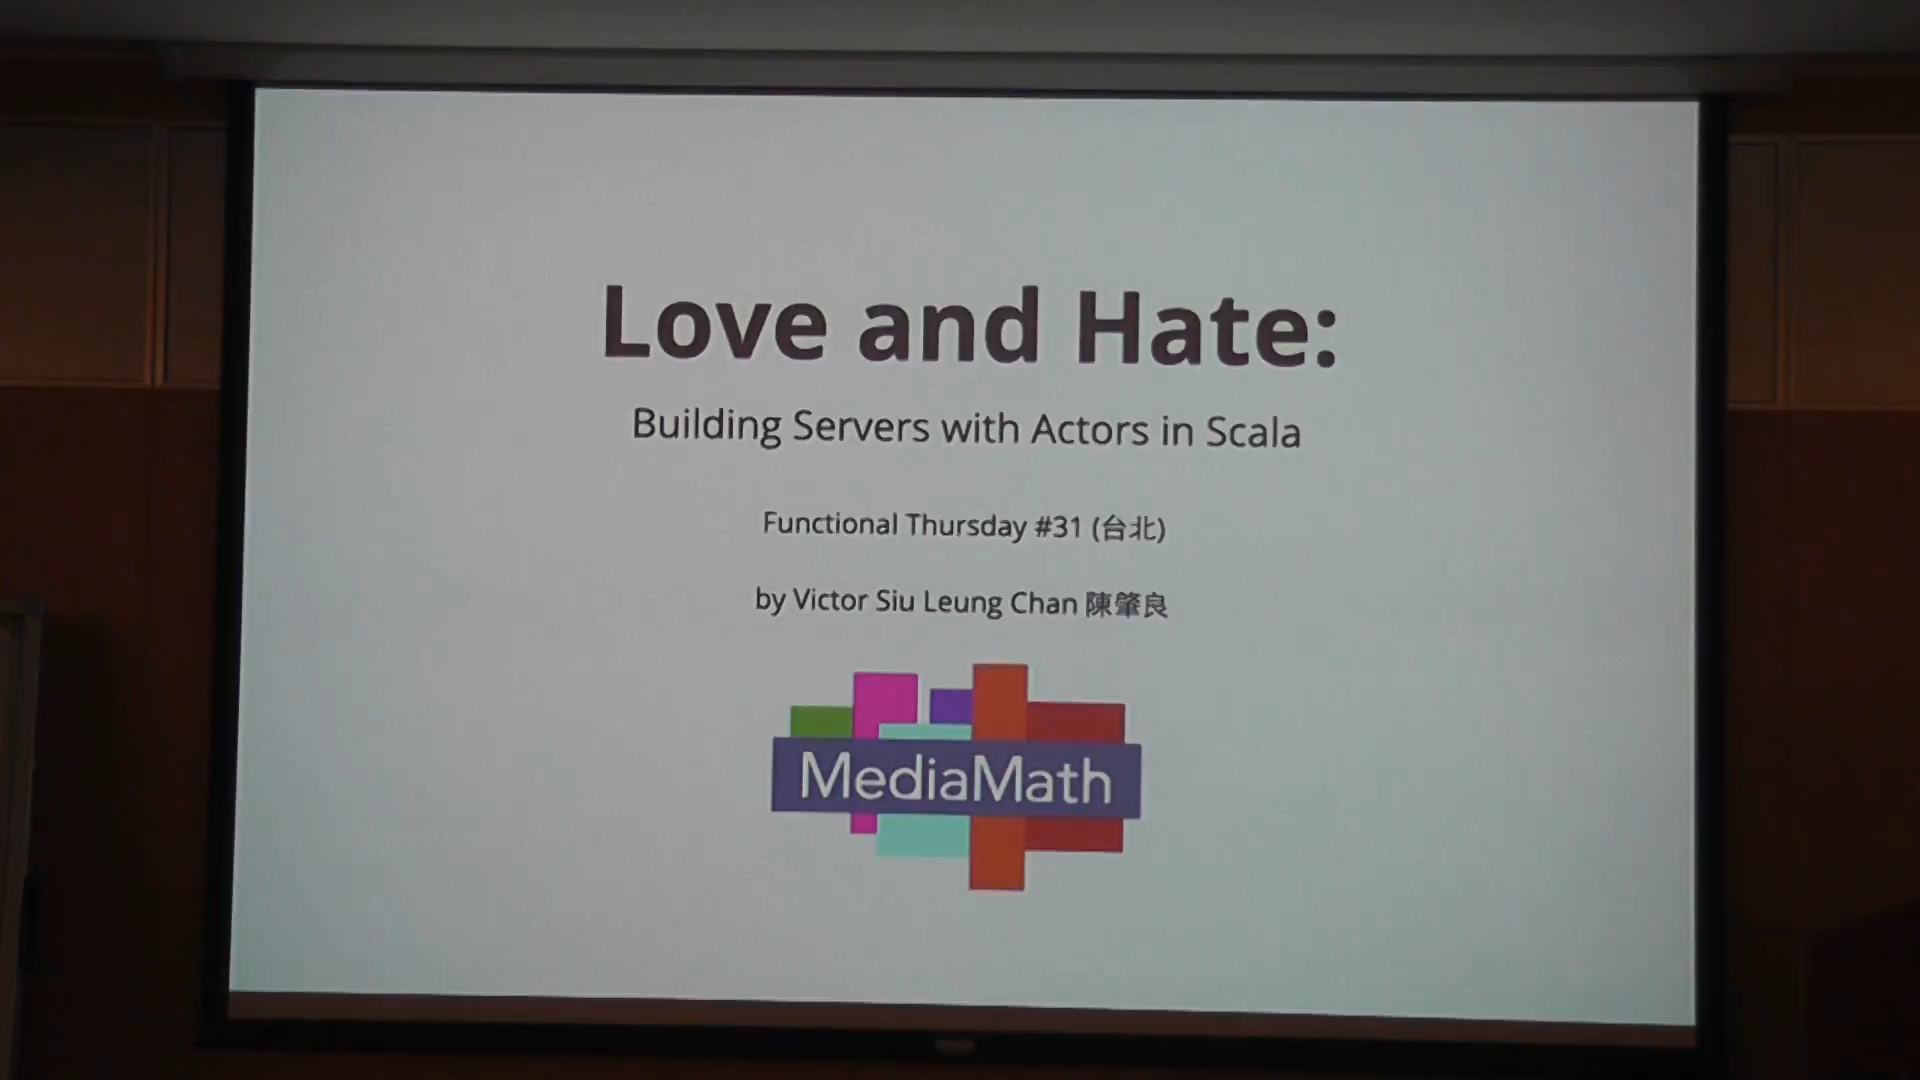 Love and Hate:
Building Servers with Actors in Scala
Functional Thursday #31 (台北)
by Victor Siu Leung Chan 陳肇良
MediaMath